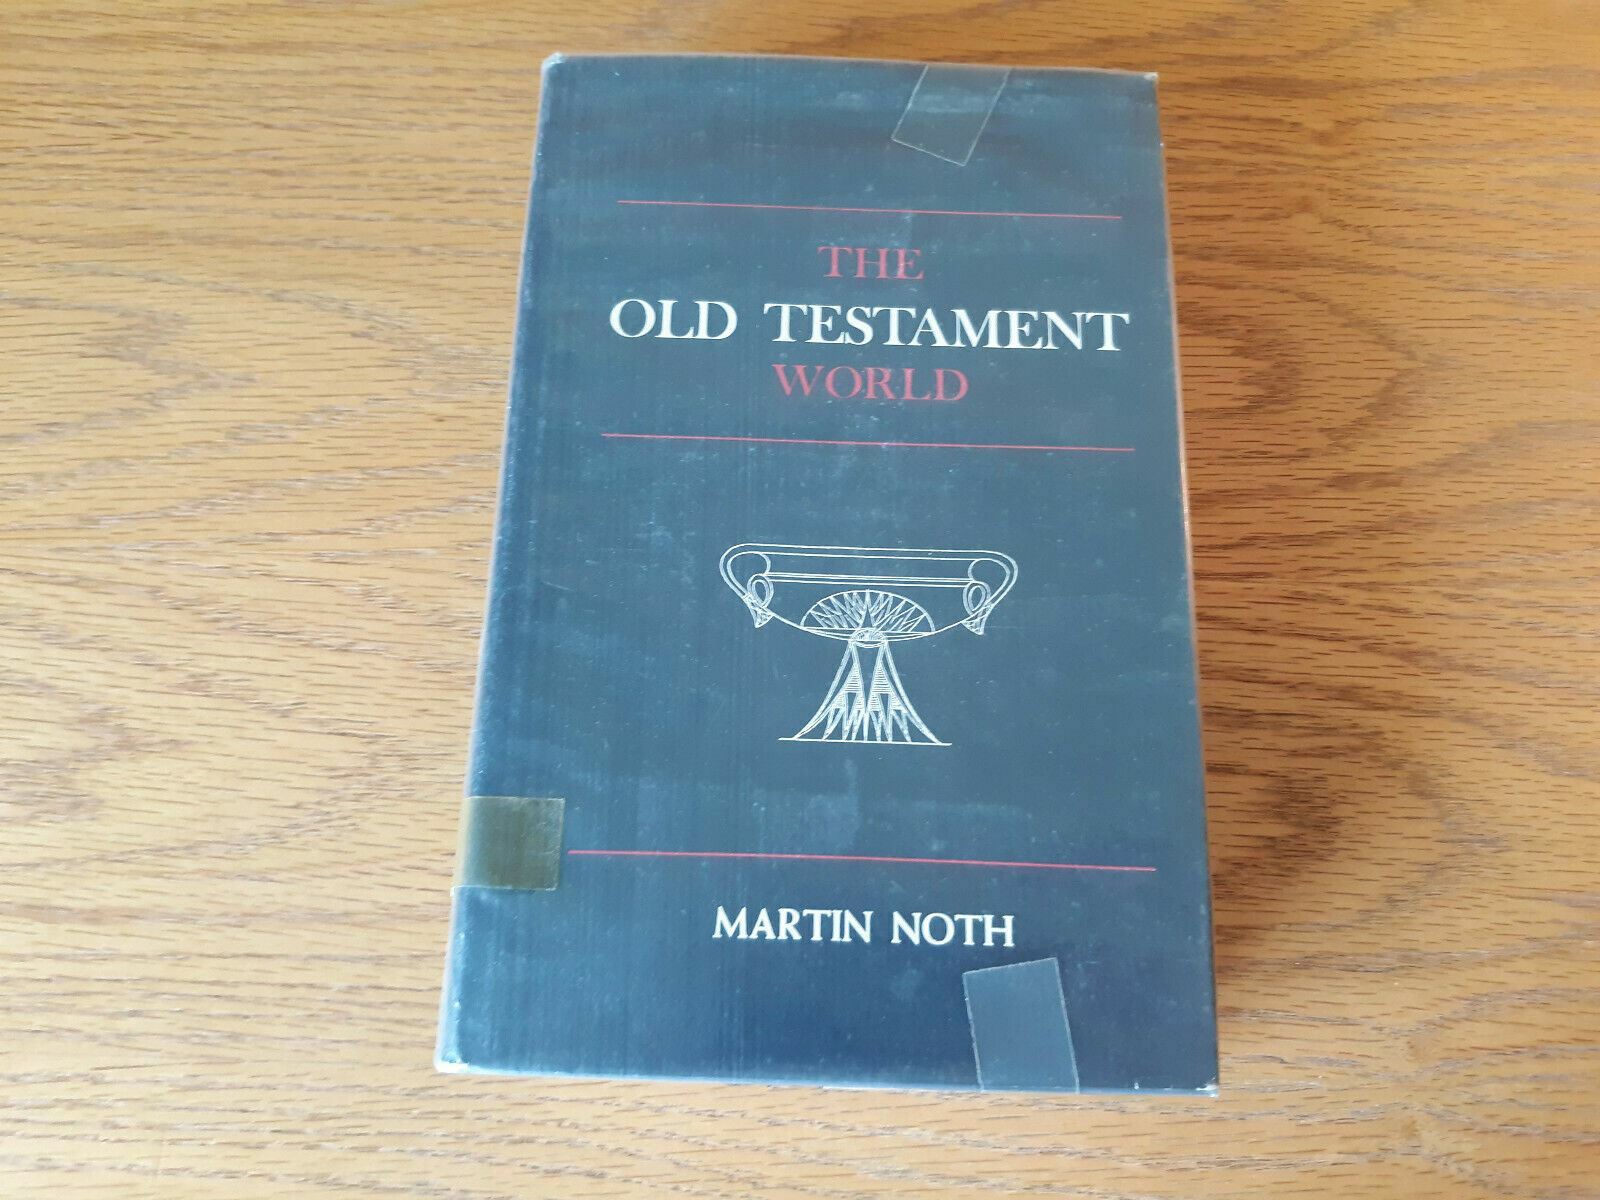 THE
OLD TESTAMENT
WORLD
MARTIN NOTH